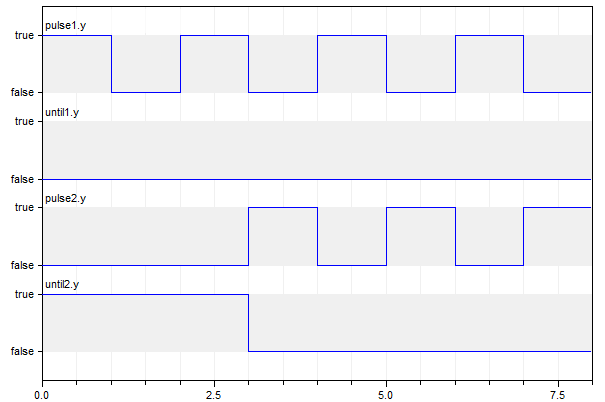 pulse1.y
true
false
until1.y
true
false
pulse2.y
true
false
until2.y
true
false
0.0 2.5 5.0 7.5